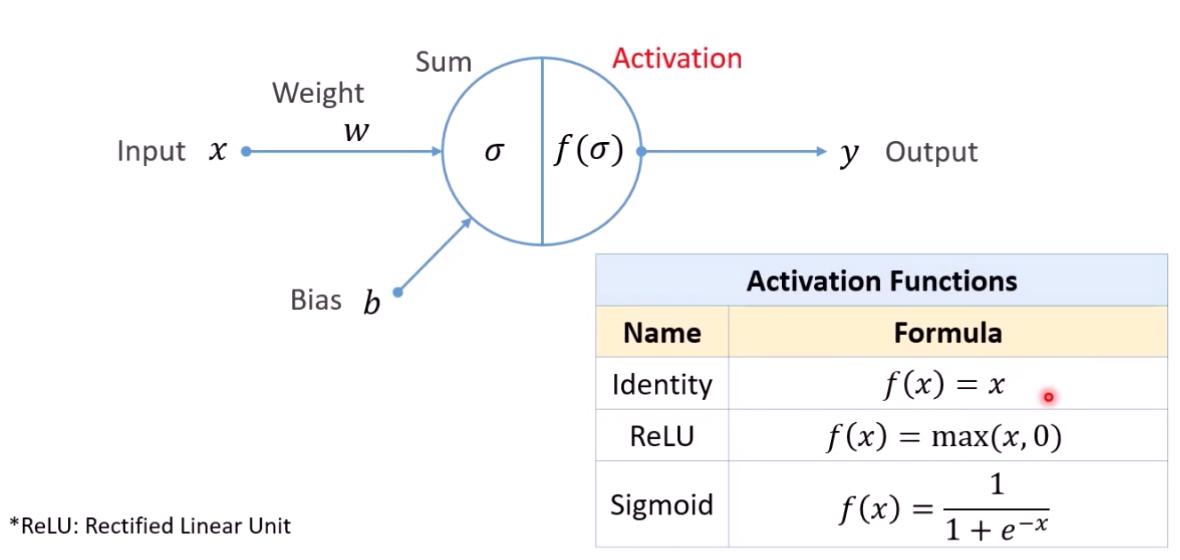 Sum
Activation
Weight
w
Input x
σ
f(σ)
y Output
Bias b
Activation Functions
Name Formula
Identity f(x) = x
ReLU f(x) = max(x, 0)
Sigmoid f(x) = 1 / (1 + e^{-x})
*ReLU: Rectified Linear Unit